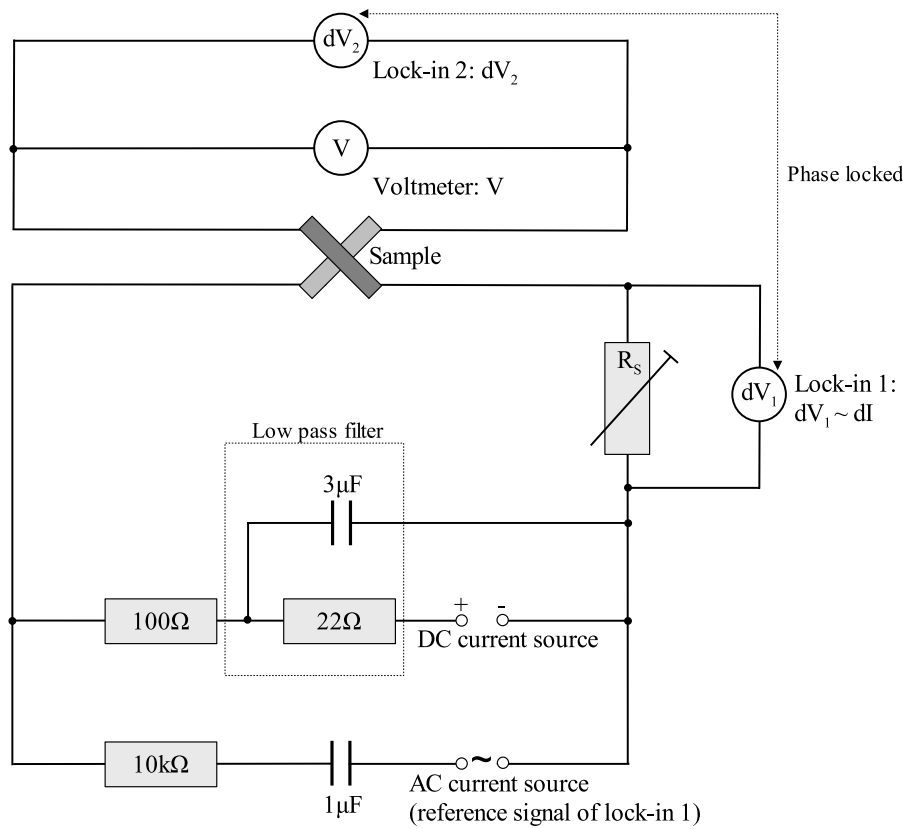 dV₂
Lock-in 2: dV₂
V
Voltmeter: V
Phase locked
Sample
R_S
dV₁
Lock-in 1:
dV₁ ~ dI
Low pass filter
3μF
100Ω
22Ω
+ -
DC current source
10kΩ
1μF
~
AC current source
(reference signal of lock-in 1)